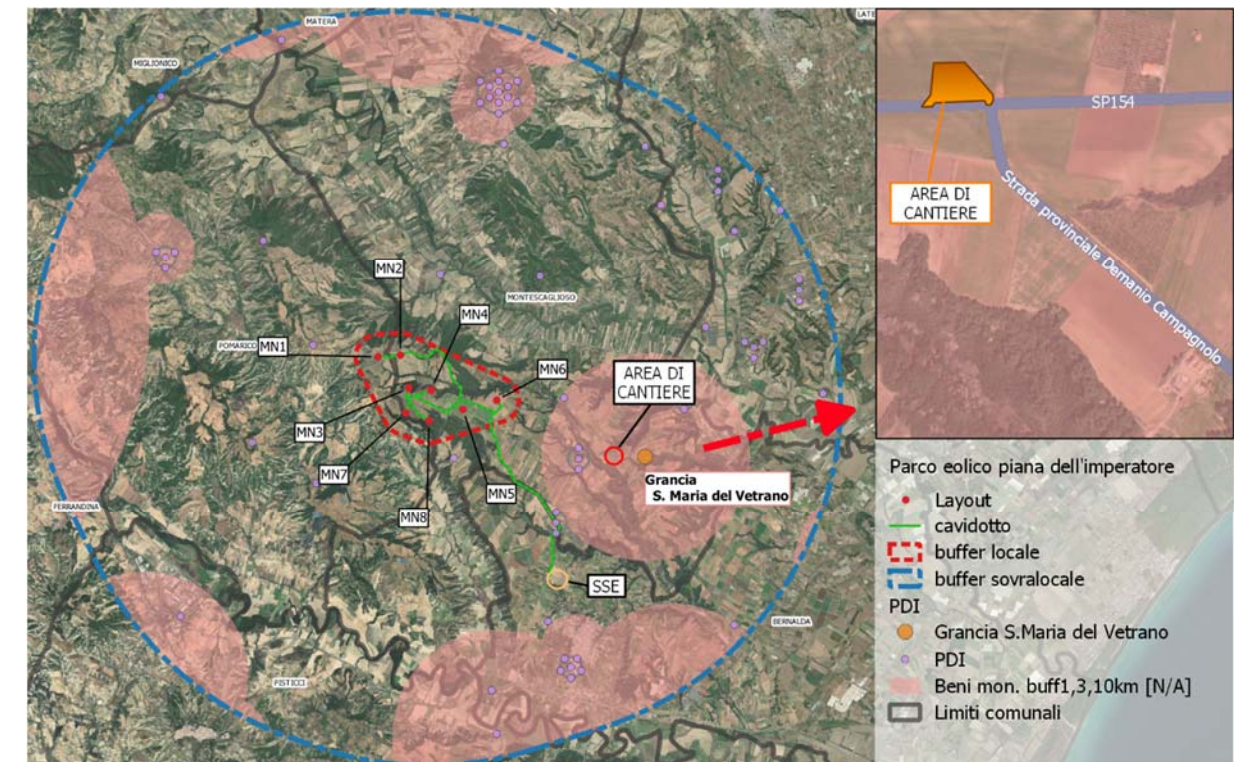 MATERA
LATE
MIGLIONICO
MN2
MONTESCAGLIOSO
MN4
POMARICO
MN1
MN6
AREA DI
CANTIERE
MN3
MN7
Grancia
S. Maria del Vetrano
MN5
FERRANDINA
MN8
SSE
BERNALDA
PISTICCI
SP154
AREA DI
CANTIERE
Strada provinciale Demanio Campagnolo
Parco eolico piana dell'imperatore
Layout
cavidotto
buffer locale
buffer sovralocale
PDI
Grancia S.Maria del Vetrano
PDI
Beni mon. buff1,3,10km [N/A]
Limiti comunali